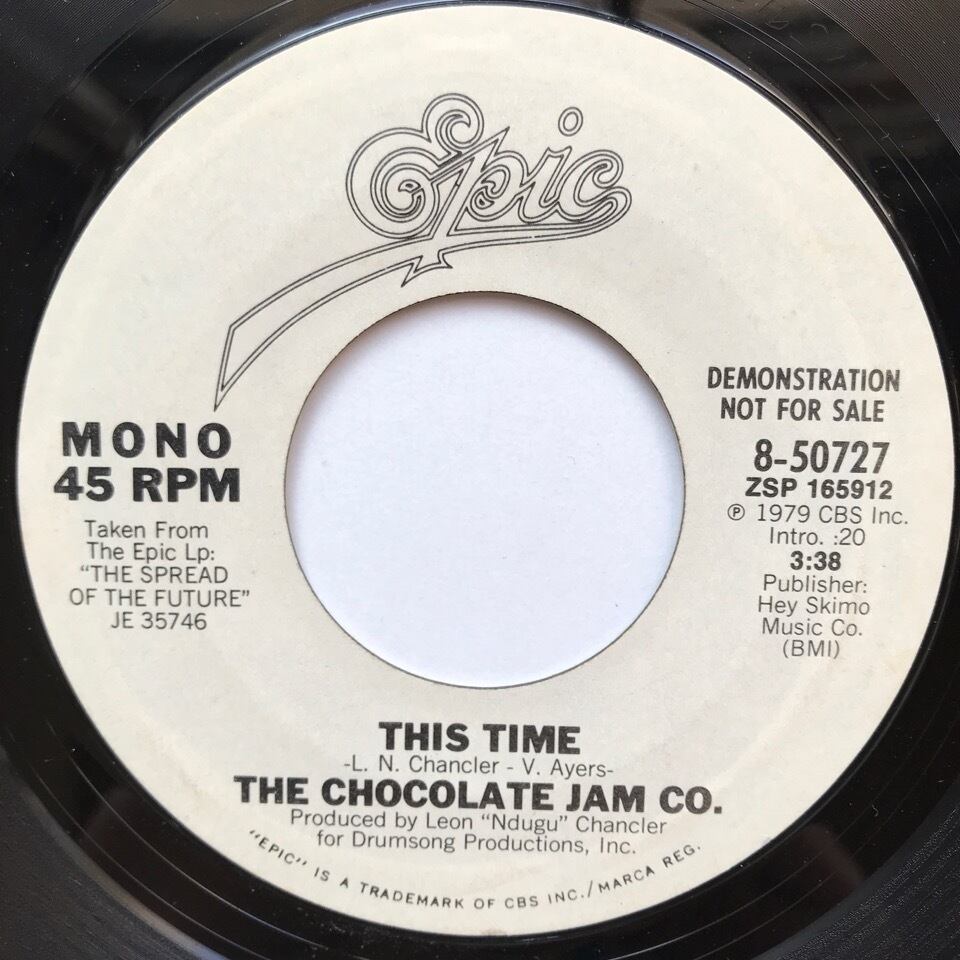 Epic
MONO
45 RPM
Taken From
The Epic Lp:
“THE SPREAD
OF THE FUTURE”
JE 35746
DEMONSTRATION
NOT FOR SALE
8-50727
ZSP 165912
Ⓟ 1979 CBS Inc.
Intro. :20
3:38
Publisher:
Hey Skimo
Music Co.
(BMI)
THIS TIME
-L. N. Chancler - V. Ayers-
THE CHOCOLATE JAM CO.
Produced by Leon “Ndugu” Chancler
for Drumsong Productions, Inc.
“EPIC” IS A TRADEMARK OF CBS INC./MARCA REG.